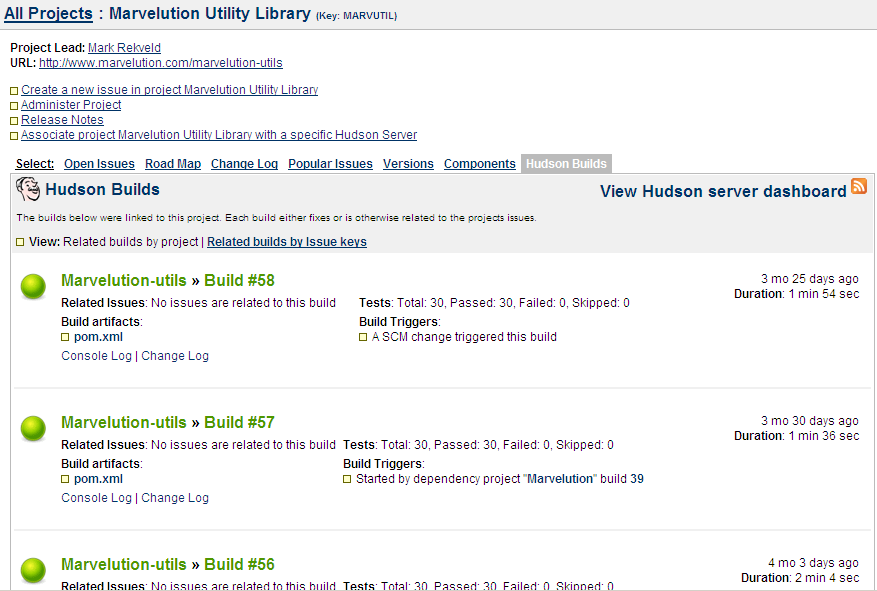 All Projects : Marvelution Utility Library (Key: MARVUTIL)
Project Lead: Mark Rekveld
URL: http://www.marvelution.com/marvelution-utils
Create a new issue in project Marvelution Utility Library
Administer Project
Release Notes
Associate project Marvelution Utility Library with a specific Hudson Server
Select: Open Issues Road Map Change Log Popular Issues Versions Components Hudson Builds
Hudson Builds View Hudson server dashboard
The builds below were linked to this project. Each build either fixes or is otherwise related to the projects issues.
View: Related builds by project | Related builds by Issue keys
Marvelution-utils » Build #58 3 mo 25 days ago
Duration: 1 min 54 sec
Related Issues: No issues are related to this build Tests: Total: 30, Passed: 30, Failed: 0, Skipped: 0
Build artifacts: Build Triggers:
pom.xml A SCM change triggered this build
Console Log | Change Log
Marvelution-utils » Build #57 3 mo 30 days ago
Duration: 1 min 36 sec
Related Issues: No issues are related to this build Tests: Total: 30, Passed: 30, Failed: 0, Skipped: 0
Build artifacts: Build Triggers:
pom.xml Started by dependency project "Marvelution" build 39
Console Log | Change Log
Marvelution-utils » Build #56 4 mo 3 days ago
Duration: 2 min 4 sec
Related Issues: No issues are related to this build Tests: Total: 30, Passed: 30, Failed: 0, Skipped: 0